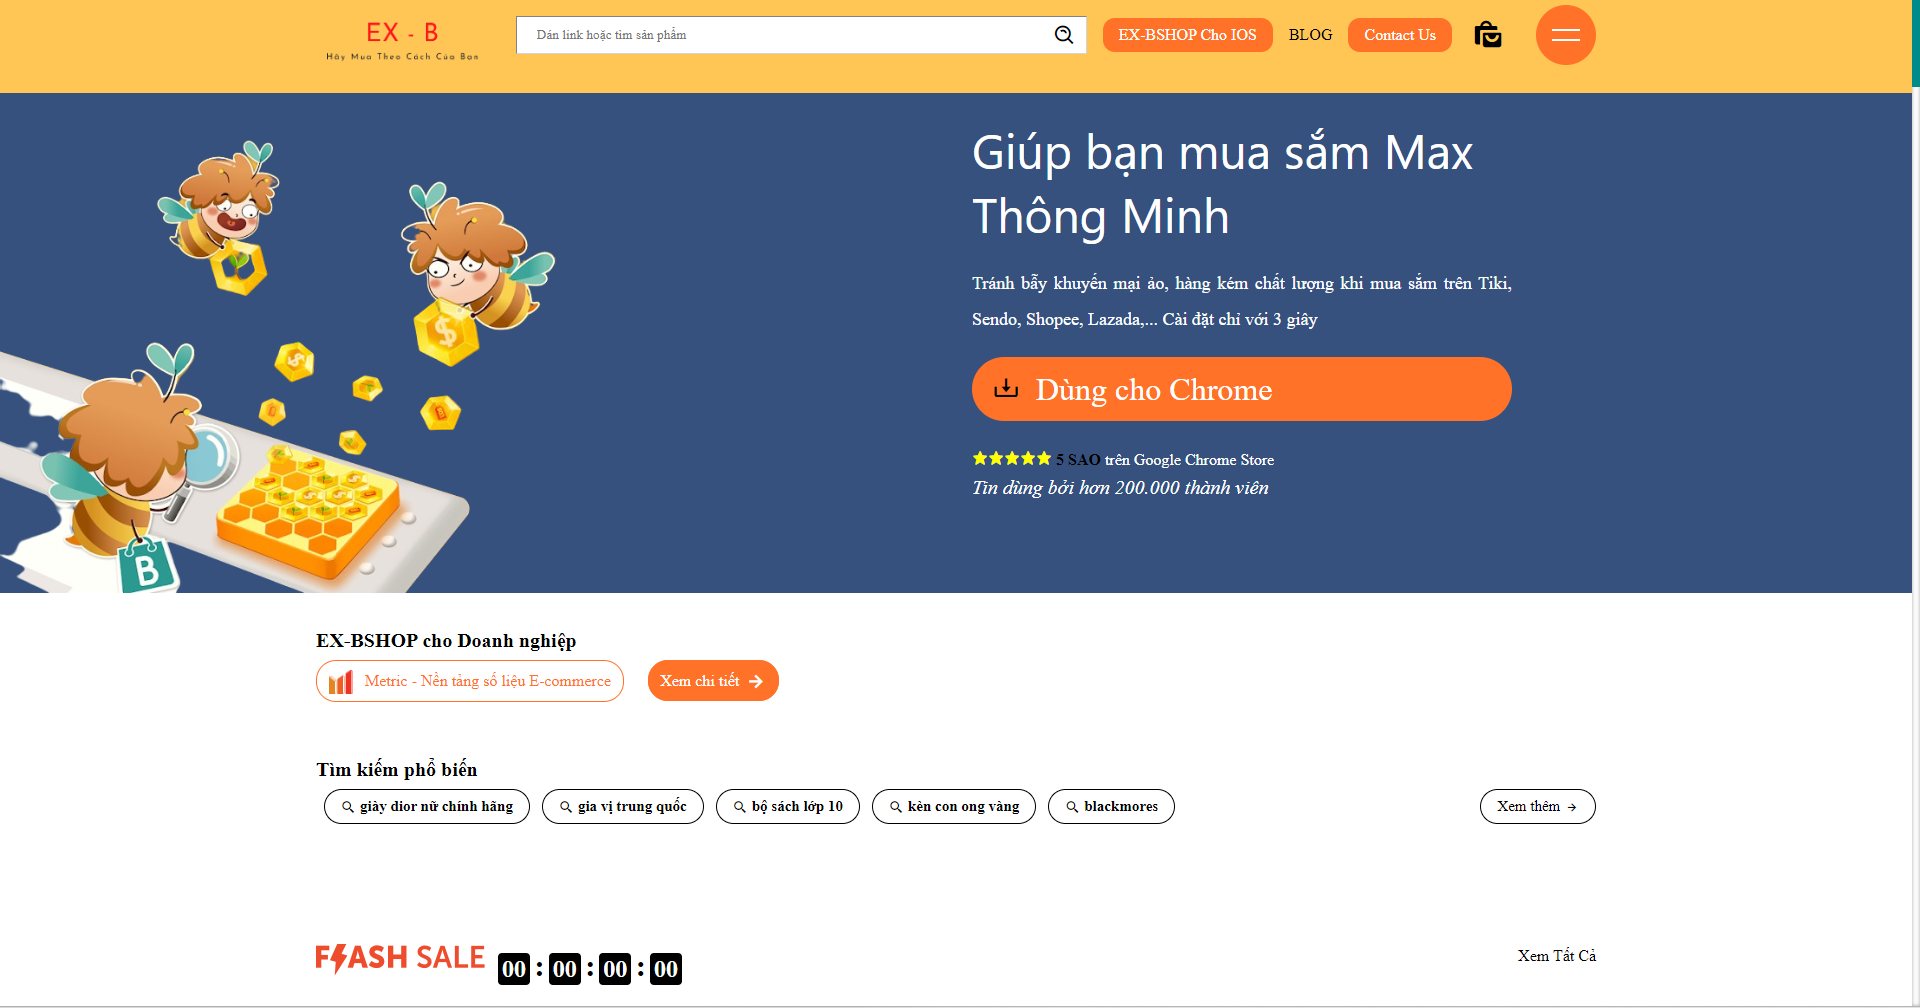 EX - B
Hãy Mua Theo Cách Của Bạn
Dán link hoặc tìm sản phẩm
EX-BSHOP Cho IOS
BLOG
Contact Us
Giúp bạn mua sắm Max
Thông Minh
Tránh bẫy khuyến mại ảo, hàng kém chất lượng khi mua sắm trên Tiki,
Sendo, Shopee, Lazada,... Cài đặt chỉ với 3 giây
Dùng cho Chrome
5 SAO trên Google Chrome Store
Tin dùng bởi hơn 200.000 thành viên
B
EX-BSHOP cho Doanh nghiệp
Metric - Nền tảng số liệu E-commerce
Xem chi tiết
Tìm kiếm phổ biến
giày dior nữ chính hãng
gia vị trung quốc
bộ sách lớp 10
kèn con ong vàng
blackmores
Xem thêm
FLASH SALE
00 : 00 : 00 : 00
Xem Tất Cả